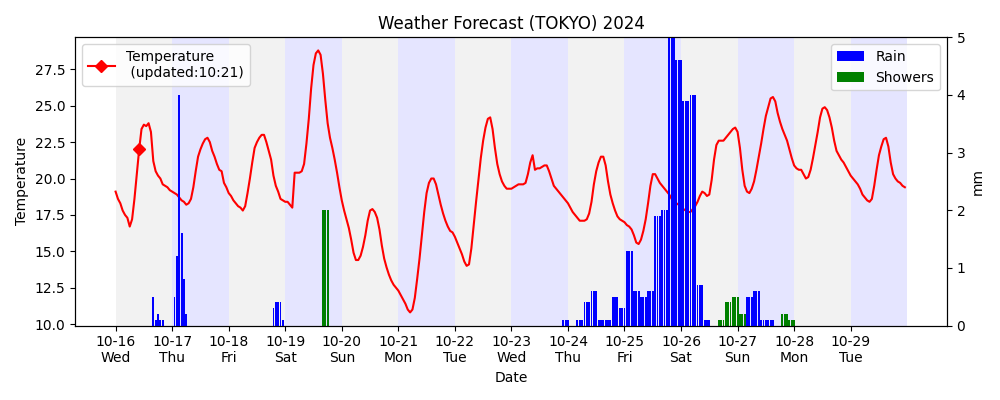 Weather Forecast (TOKYO) 2024
Temperature
(updated:10:21)
Rain
Showers
Temperature
27.5
25.0
22.5
20.0
17.5
15.0
12.5
10.0
5
4
3
2
1
0
mm
10-16 10-17 10-18 10-19 10-20 10-21 10-22 10-23 10-24 10-25 10-26 10-27 10-28 10-29
Wed Thu Fri Sat Sun Mon Tue Wed Thu Fri Sat Sun Mon Tue
Date